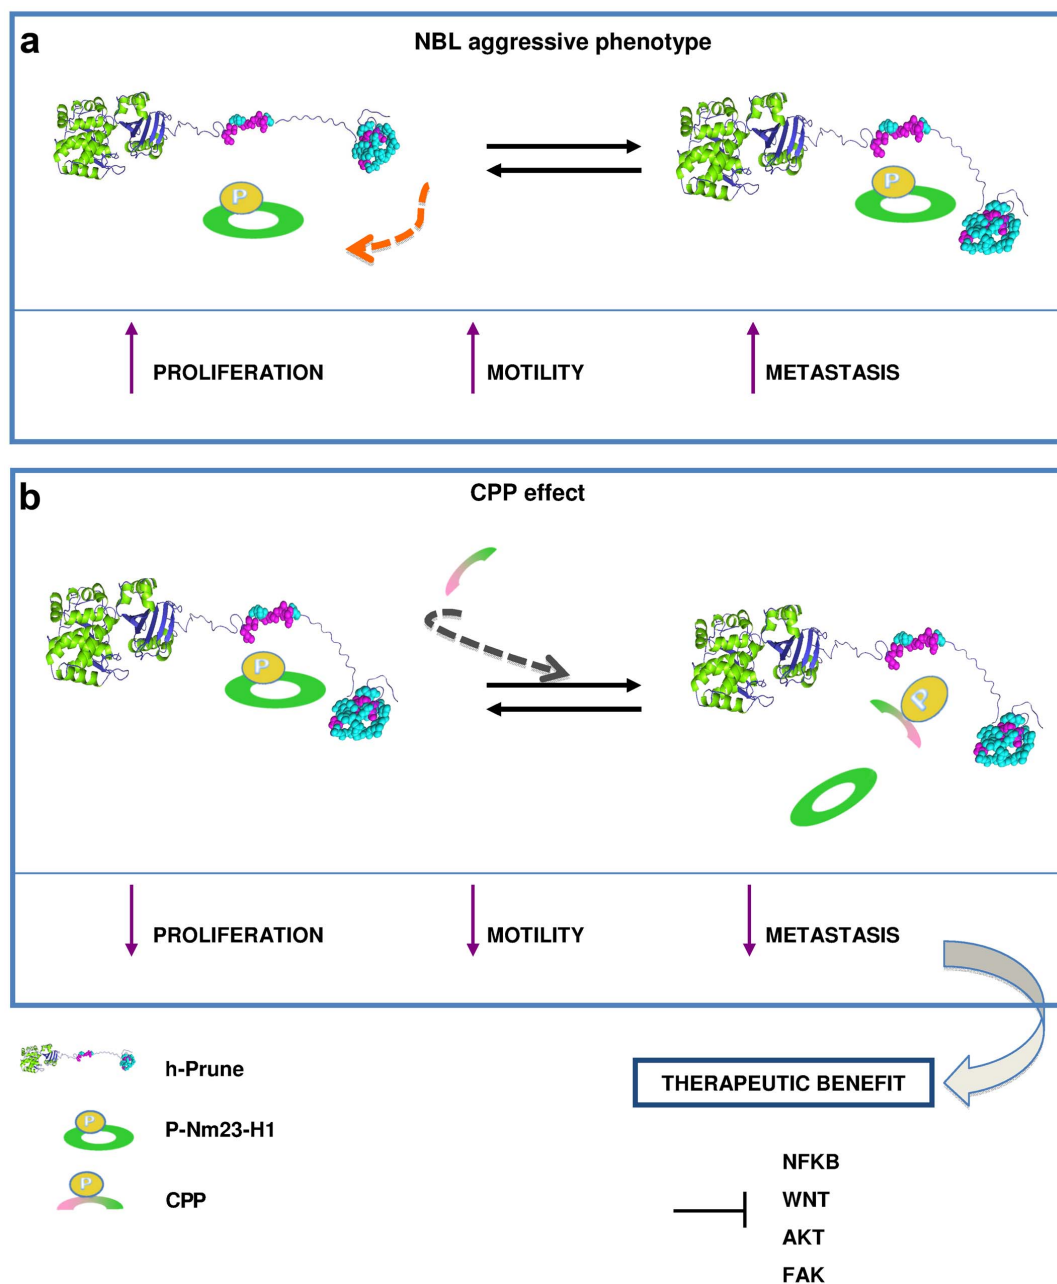 a
NBL aggressive phenotype
P
P
PROLIFERATION
MOTILITY
METASTASIS
b
CPP effect
P
P
PROLIFERATION
MOTILITY
METASTASIS
h-Prune
THERAPEUTIC BENEFIT
P
P-Nm23-H1
P
CPP
NFKB
WNT
AKT
FAK